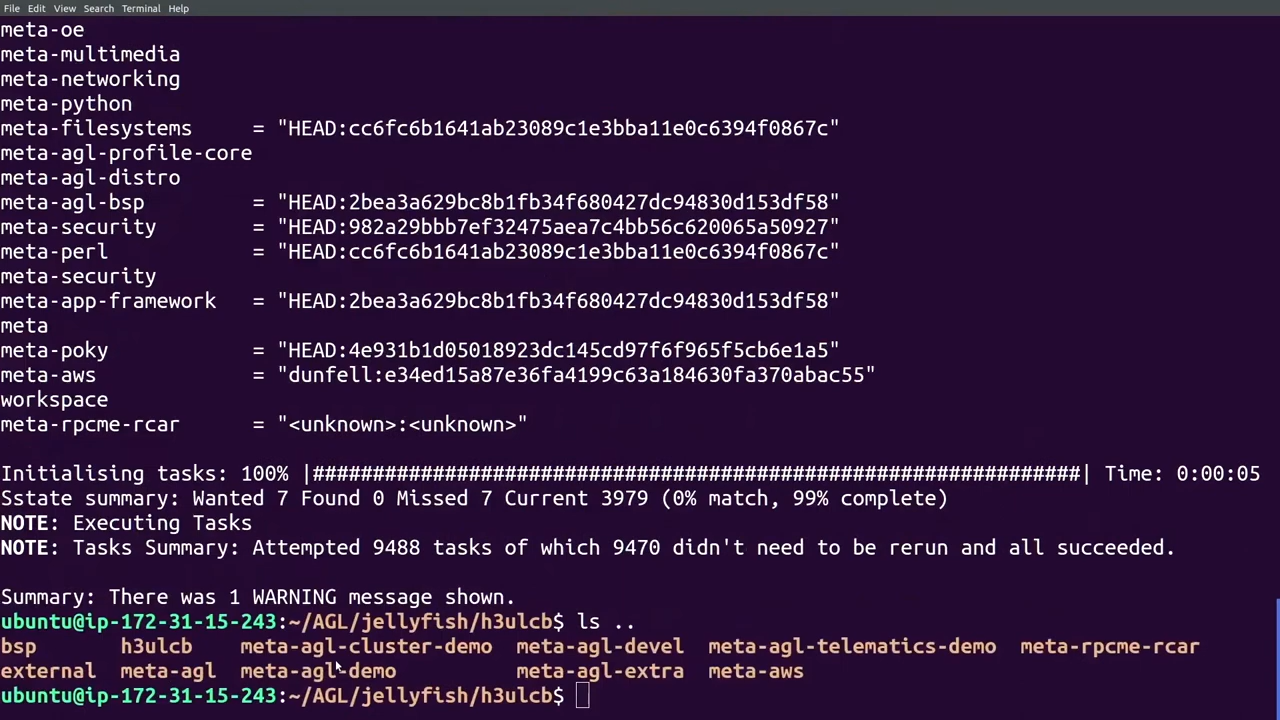 File Edit View Search Terminal Help
meta-oe
meta-multimedia
meta-networking
meta-python
meta-filesystems = "HEAD:cc6fc6b1641ab23089c1e3bba11e0c6394f0867c"
meta-agl-profile-core
meta-agl-distro
meta-agl-bsp = "HEAD:2bea3a629bc8b1fb34f680427dc94830d153df58"
meta-security = "HEAD:982a29bbb7ef32475aea7c4bb56c620065a50927"
meta-perl = "HEAD:cc6fc6b1641ab23089c1e3bba11e0c6394f0867c"
meta-security
meta-app-framework = "HEAD:2bea3a629bc8b1fb34f680427dc94830d153df58"
meta
meta-poky = "HEAD:4e931b1d05018923dc145cd97f6f965f5cb6e1a5"
meta-aws = "dunfell:e34ed15a87e36fa4199c63a184630fa370abac55"
workspace
meta-rpcme-rcar = "<unknown>:<unknown>"
Initialising tasks: 100% |################################################################| Time: 0:00:05
Sstate summary: Wanted 7 Found 0 Missed 7 Current 3979 (0% match, 99% complete)
NOTE: Executing Tasks
NOTE: Tasks Summary: Attempted 9488 tasks of which 9470 didn't need to be rerun and all succeeded.
Summary: There was 1 WARNING message shown.
ubuntu@ip-172-31-15-243:~/AGL/jellyfish/h3ulcb$ ls ..
bsp h3ulcb meta-agl-cluster-demo meta-agl-devel meta-agl-telematics-demo meta-rpcme-rcar
external meta-agl meta-agl-demo meta-agl-extra meta-aws
ubuntu@ip-172-31-15-243:~/AGL/jellyfish/h3ulcb$